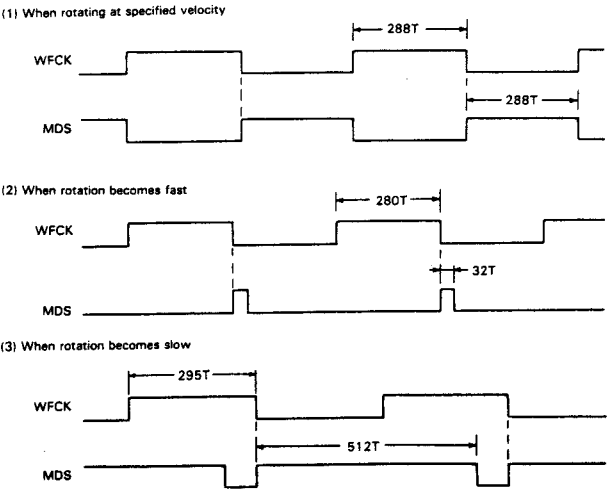 (1) When rotating at specified velocity
288T
WFCK
288T
MDS
(2) When rotation becomes fast
280T
WFCK
32T
MDS
(3) When rotation becomes slow
295T
WFCK
512T
MDS